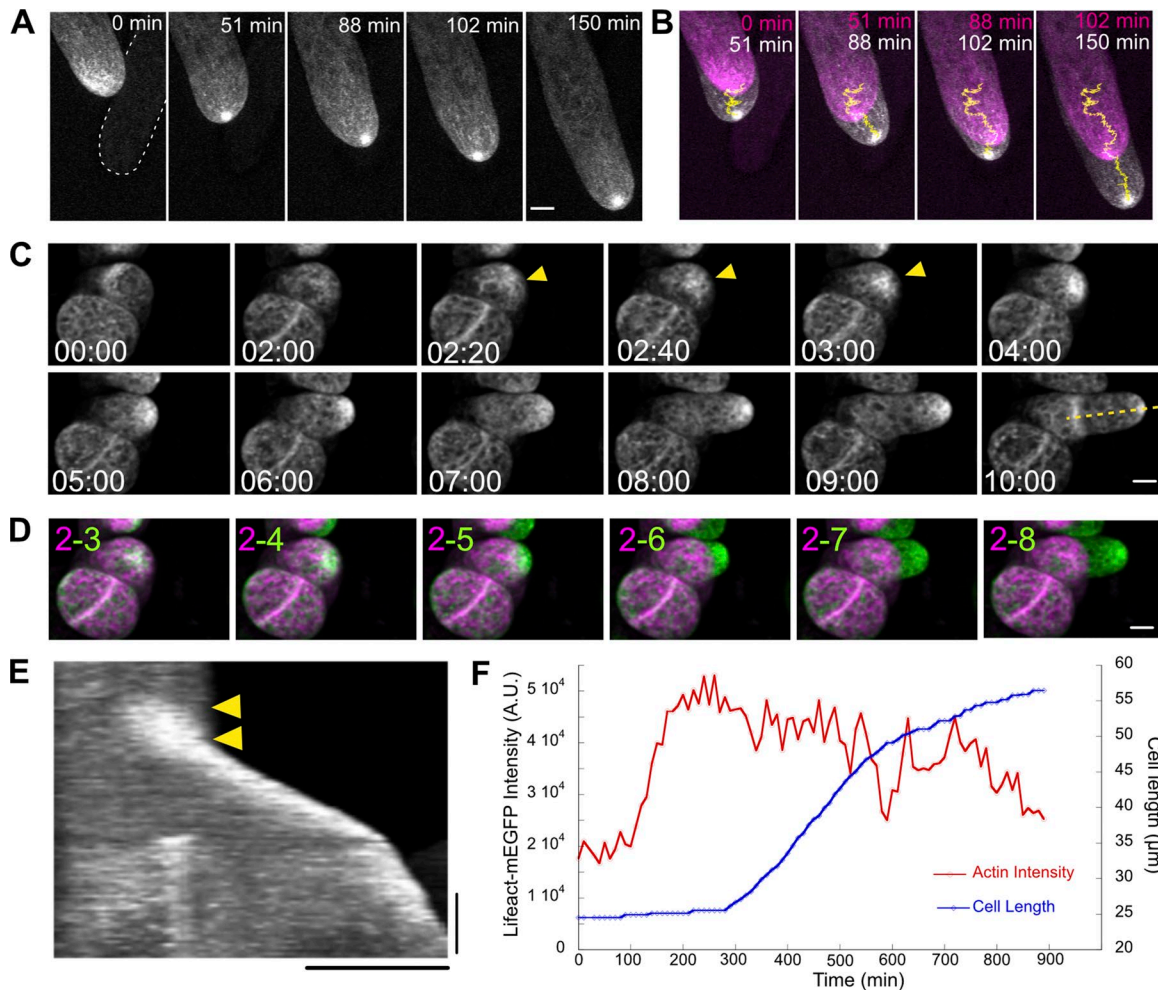 A
0 min
51 min
88 min
102 min
150 min
B
0 min
51 min
51 min
88 min
88 min
102 min
102 min
150 min
C
00:00
02:00
02:20
02:40
03:00
04:00
05:00
06:00
07:00
08:00
09:00
10:00
D
2-3
2-4
2-5
2-6
2-7
2-8
E
F
Lifeact-mEGFP Intensity (A.U.)
5 10⁴
4 10⁴
3 10⁴
2 10⁴
1 10⁴
0
60
55
50
45
40
35
30
25
20
Cell length (µm)
Actin Intensity
Cell Length
0 100 200 300 400 500 600 700 800 900
Time (min)